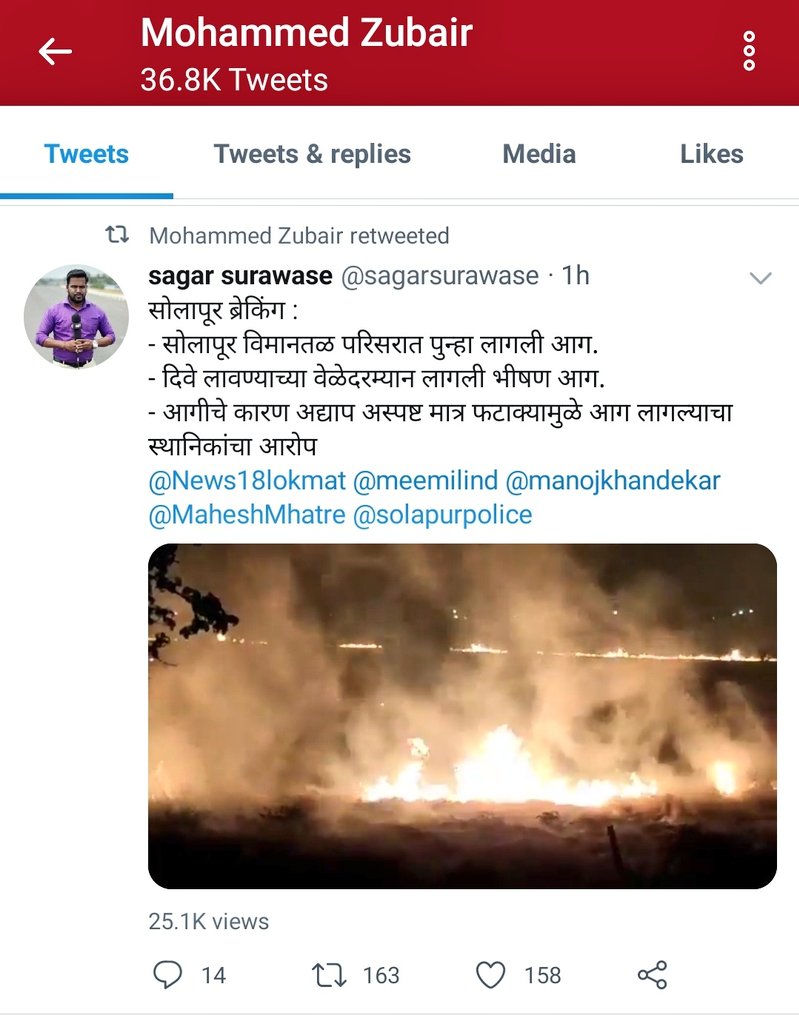 Mohammed Zubair
36.8K Tweets
Tweets
Tweets & replies
Media
Likes
Mohammed Zubair retweeted
sagar surawase @sagarsurawase · 1h
सोलापूर ब्रेकिंग :
- सोलापूर विमानतळ परिसरात पुन्हा लागली आग.
- दिवे लावण्याच्या वेळेदरम्यान लागली भीषण आग.
- आगीचे कारण अद्याप अस्पष्ट मात्र फटाक्यामुळे आग लागल्याचा
स्थानिकांचा आरोप
@News18lokmat @meemilind @manojkhandekar
@MaheshMhatre @solapurpolice
25.1K views
14
163
158